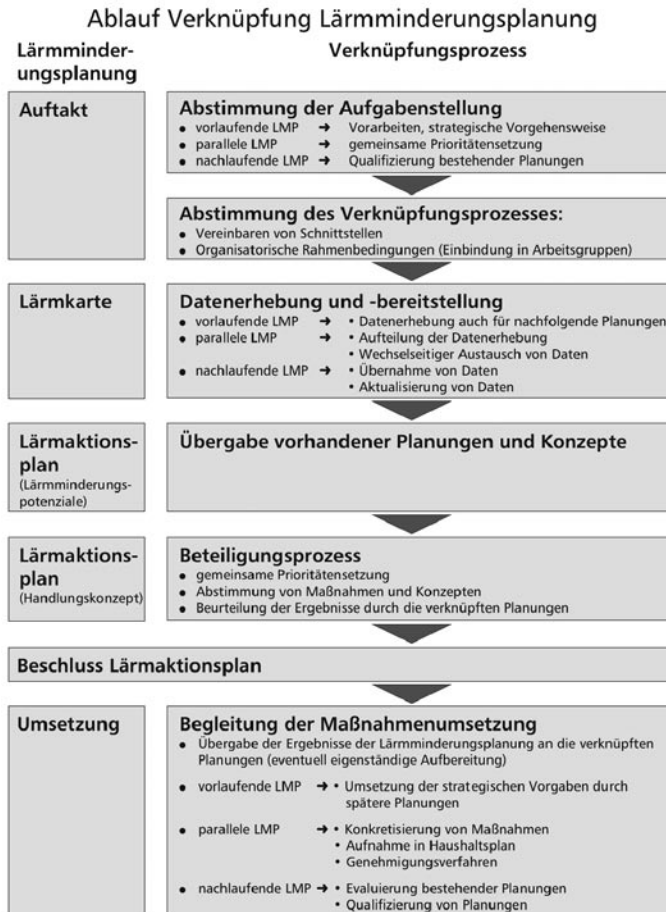 Ablauf Verknüpfung Lärmminderungsplanung
Lärmminder-
ungsplanung
Verknüpfungsprozess
Auftakt
Abstimmung der Aufgabenstellung
• vorlaufende LMP → Vorarbeiten, strategische Vorgehensweise
• parallele LMP → gemeinsame Prioritätensetzung
• nachlaufende LMP → Qualifizierung bestehender Planungen
Abstimmung des Verknüpfungsprozesses:
• Vereinbaren von Schnittstellen
• Organisatorische Rahmenbedingungen (Einbindung in Arbeitsgruppen)
Lärmkarte
Datenerhebung und -bereitstellung
• vorlaufende LMP → • Datenerhebung auch für nachfolgende Planungen
• parallele LMP → • Aufteilung der Datenerhebung
• Wechselseitiger Austausch von Daten
• nachlaufende LMP → • Übernahme von Daten
• Aktualisierung von Daten
Lärmaktions-
plan
(Lärmminderungs-
potenziale)
Übergabe vorhandener Planungen und Konzepte
Lärmaktions-
plan
(Handlungskonzept)
Beteiligungsprozess
• gemeinsame Prioritätensetzung
• Abstimmung von Maßnahmen und Konzepten
• Beurteilung der Ergebnisse durch die verknüpften Planungen
Beschluss Lärmaktionsplan
Umsetzung
Begleitung der Maßnahmenumsetzung
• Übergabe der Ergebnisse der Lärmminderungsplanung an die verknüpften
Planungen (eventuell eigenständige Aufbereitung)
• vorlaufende LMP → • Umsetzung der strategischen Vorgaben durch
spätere Planungen
• parallele LMP → • Konkretisierung von Maßnahmen
• Aufnahme in Haushaltsplan
• Genehmigungsverfahren
• nachlaufende LMP → • Evaluierung bestehender Planungen
• Qualifizierung von Planungen